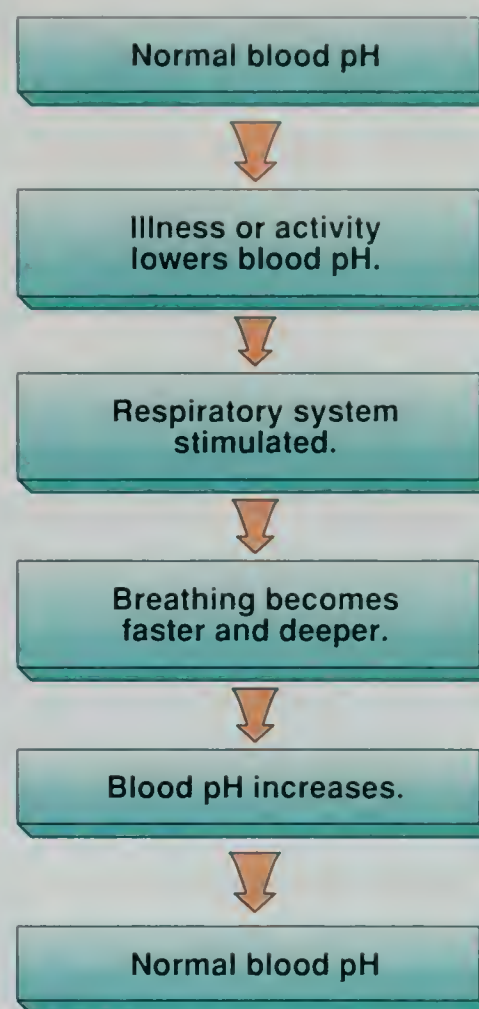 Normal blood pH
Illness or activity
lowers blood pH.
Respiratory system
stimulated.
Breathing becomes
faster and deeper.
Blood pH increases.
Normal blood pH